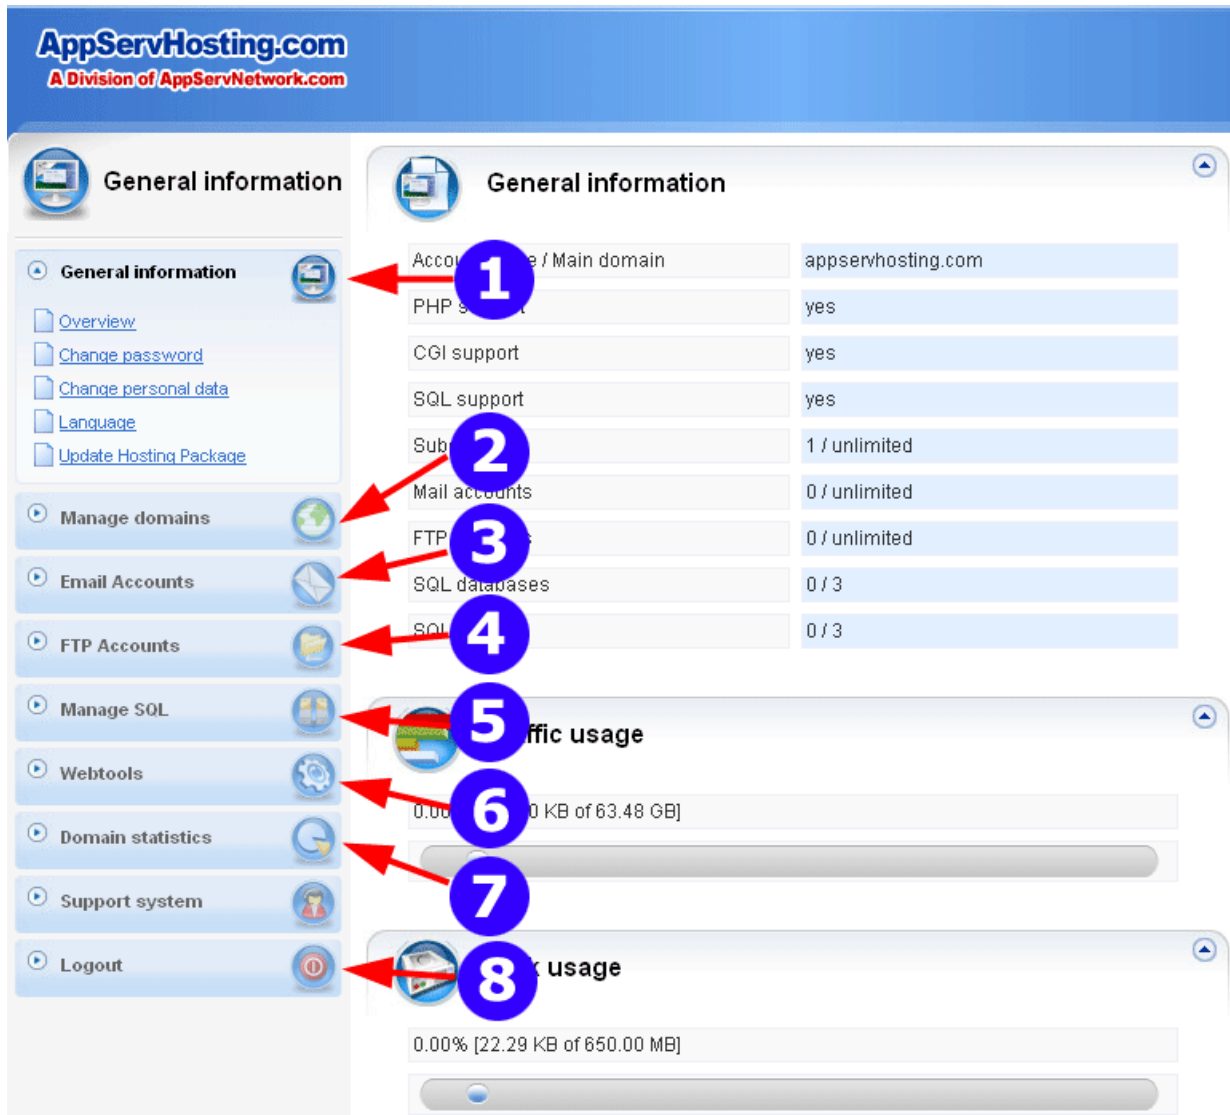 AppServHosting.com
A Division of AppServNetwork.com
General information
General information
Overview
Change password
Change personal data
Language
Update Hosting Package
Manage domains
Email Accounts
FTP Accounts
Manage SQL
Webtools
Domain statistics
Support system
Logout
1
2
3
4
5
6
7
8
General information
/ Main domain appservhosting.com
PHP yes
CGI support yes
SQL support yes
1 / unlimited
Mail accounts 0 / unlimited
FTP 0 / unlimited
SQL databases 0 / 3
SQL 0 / 3
usage
KB of 63.48 GB]
usage
0.00% [22.29 KB of 650.00 MB]